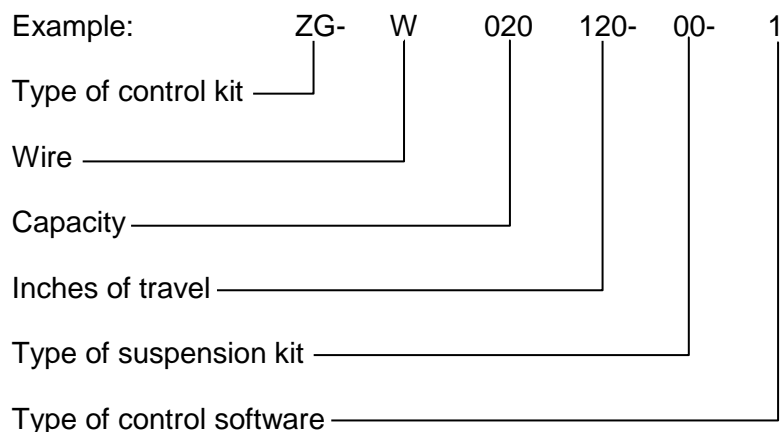 Example: ZG- W 020 120- 00- 1
Type of control kit
Wire
Capacity
Inches of travel
Type of suspension kit
Type of control software